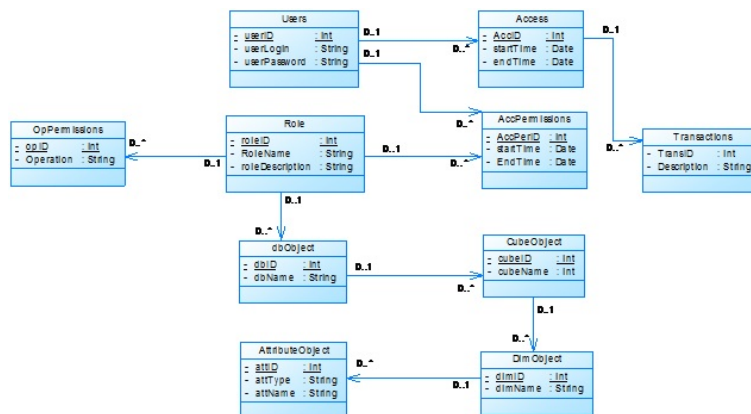 Users
- userID : Int
- userLogin : String
- userPassword : String
0..1
0..*
0..1
0..*
Access
- AccID : Int
- startTime : Date
- endTime : Date
0..1
0..*
OpPermissions
- opID : Int
- Operation : String
0..*
0..1
Role
- roleID : Int
- RoleName : String
- roleDescription : String
0..1
0..*
AccPermissions
- AccPerID : Int
- startTime : Date
- EndTime : Date
Transactions
- TransID : Int
- Description : String
0..1
0..*
dbObject
- dbID : Int
- dbName : String
0..1
0..*
CubeObject
- cubeID : Int
- cubeName : Int
0..1
0..*
AttributeObject
- attID : Int
- attType : String
- attName : String
0..*
0..1
DimObject
- dimID : Int
- dimName : String